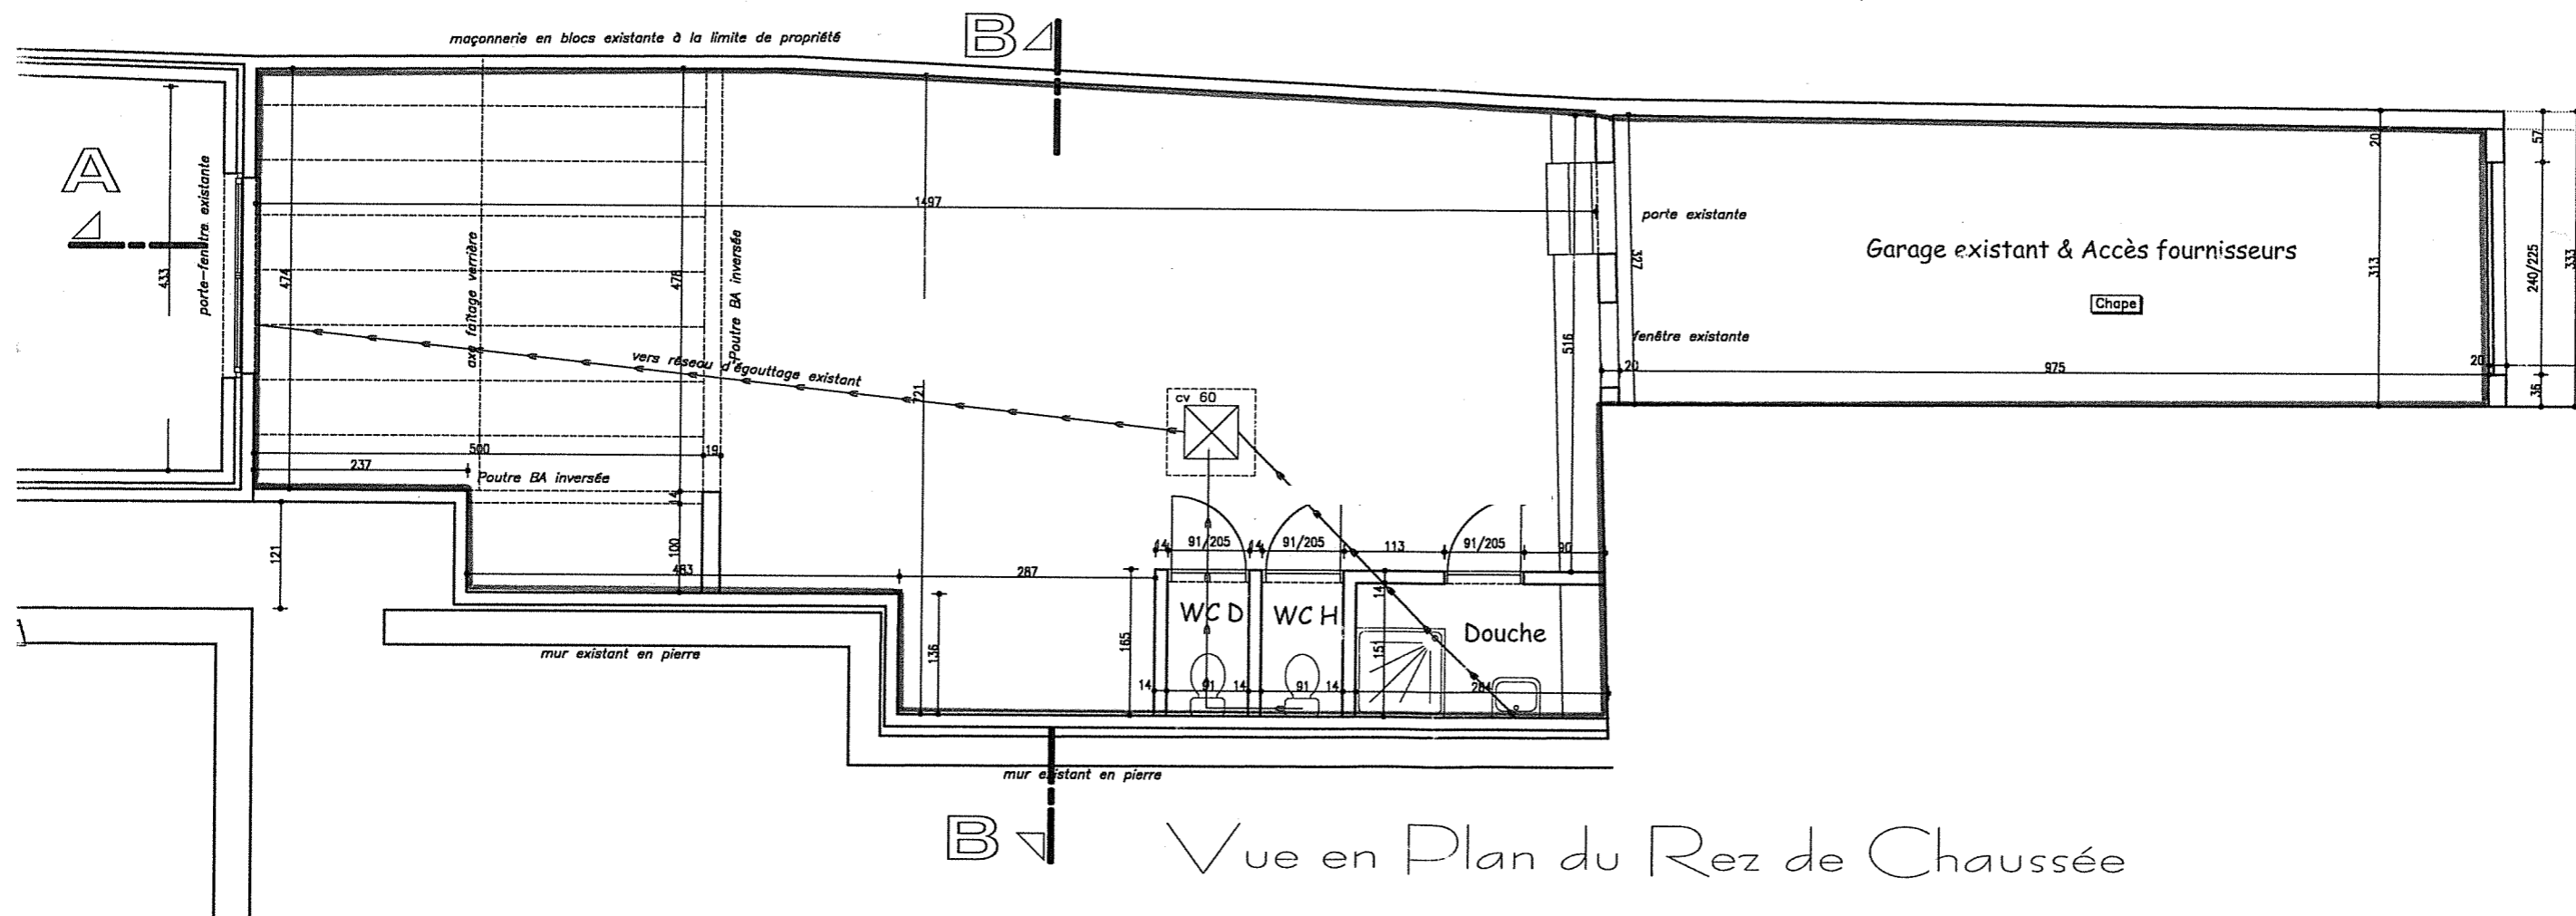 maçonnerie en blocs existante à la limite de propriété
B
A
433
porte-fenêtre existante
474
axe faîtage verrière
478
Poutre BA inversée
1497
721
vers réseau d'égouttage existant
500
19
237
Poutre BA inversée
14
100
483
121
287
136
165
mur existant en pierre
mur existant en pierre
cv 60
14
91/205
14
91/205
113
91/205
90
WC D
WC H
Douche
14
151
14
91
14
91
14
284
516
327
porte existante
fenêtre existante
20
Garage existant & Accès fournisseurs
Chape
975
20
313
20
57
240/225
333
36
B
Vue en Plan du Rez de Chaussée